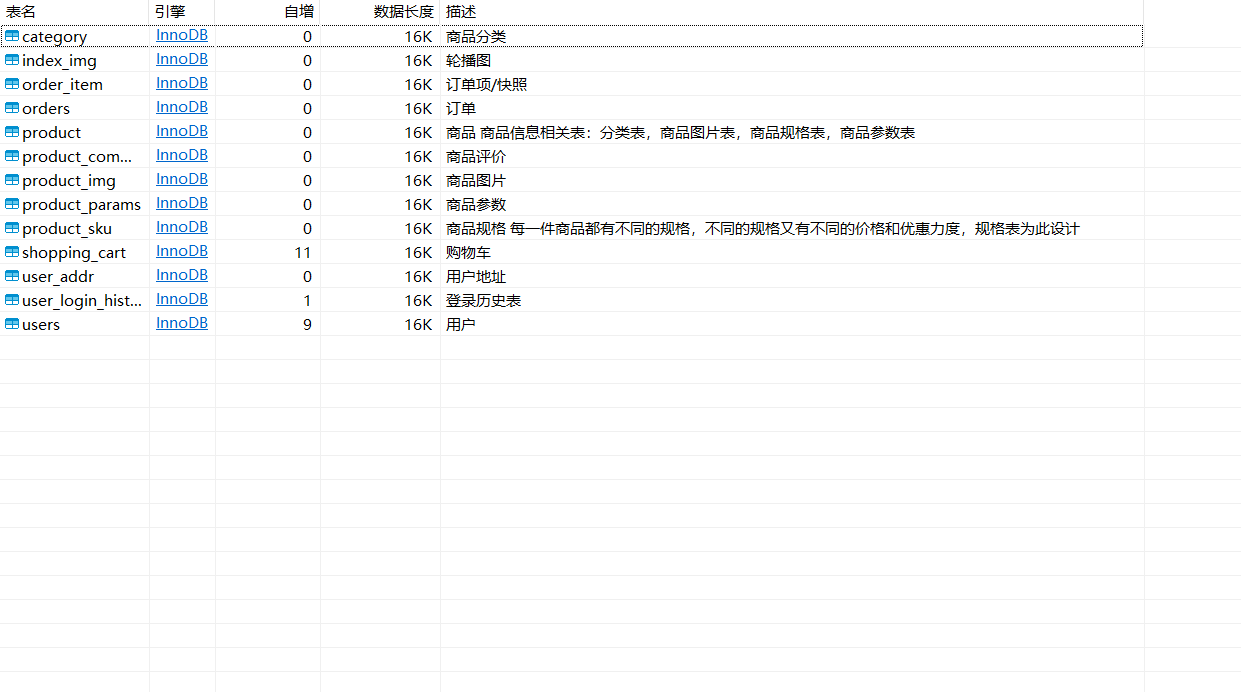 表名 引擎 自增 数据长度 描述
category InnoDB 0 16K 商品分类
index_img InnoDB 0 16K 轮播图
order_item InnoDB 0 16K 订单项/快照
orders InnoDB 0 16K 订单
product InnoDB 0 16K 商品 商品信息相关表：分类表，商品图片表，商品规格表，商品参数表
product_com... InnoDB 0 16K 商品评价
product_img InnoDB 0 16K 商品图片
product_params InnoDB 0 16K 商品参数
product_sku InnoDB 0 16K 商品规格 每一件商品都有不同的规格，不同的规格又有不同的价格和优惠力度，规格表为此设计
shopping_cart InnoDB 11 16K 购物车
user_addr InnoDB 0 16K 用户地址
user_login_hist... InnoDB 1 16K 登录历史表
users InnoDB 9 16K 用户